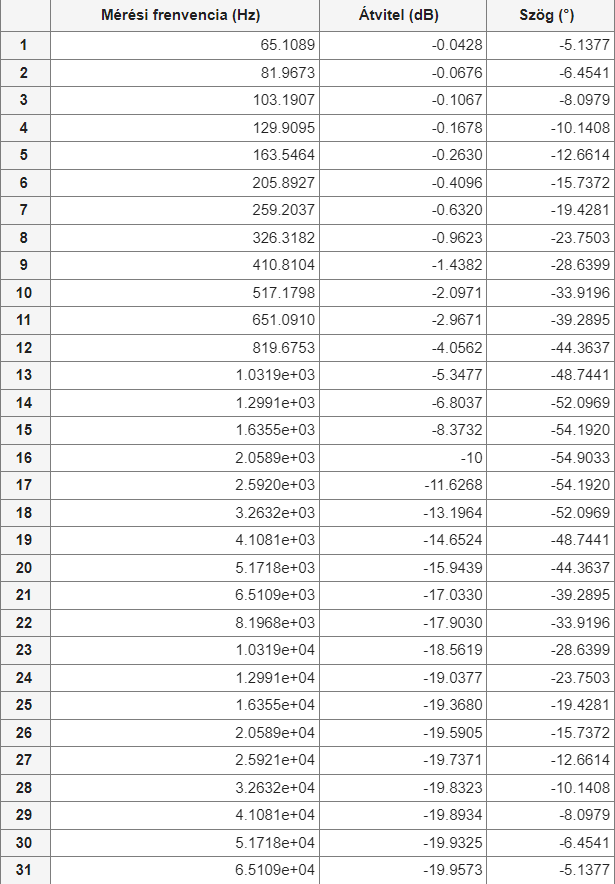 Mérési frenvencia (Hz) Átvitel (dB) Szög (°)
1 65.1089 -0.0428 -5.1377
2 81.9673 -0.0676 -6.4541
3 103.1907 -0.1067 -8.0979
4 129.9095 -0.1678 -10.1408
5 163.5464 -0.2630 -12.6614
6 205.8927 -0.4096 -15.7372
7 259.2037 -0.6320 -19.4281
8 326.3182 -0.9623 -23.7503
9 410.8104 -1.4382 -28.6399
10 517.1798 -2.0971 -33.9196
11 651.0910 -2.9671 -39.2895
12 819.6753 -4.0562 -44.3637
13 1.0319e+03 -5.3477 -48.7441
14 1.2991e+03 -6.8037 -52.0969
15 1.6355e+03 -8.3732 -54.1920
16 2.0589e+03 -10 -54.9033
17 2.5920e+03 -11.6268 -54.1920
18 3.2632e+03 -13.1964 -52.0969
19 4.1081e+03 -14.6524 -48.7441
20 5.1718e+03 -15.9439 -44.3637
21 6.5109e+03 -17.0330 -39.2895
22 8.1968e+03 -17.9030 -33.9196
23 1.0319e+04 -18.5619 -28.6399
24 1.2991e+04 -19.0377 -23.7503
25 1.6355e+04 -19.3680 -19.4281
26 2.0589e+04 -19.5905 -15.7372
27 2.5921e+04 -19.7371 -12.6614
28 3.2632e+04 -19.8323 -10.1408
29 4.1081e+04 -19.8934 -8.0979
30 5.1718e+04 -19.9325 -6.4541
31 6.5109e+04 -19.9573 -5.1377